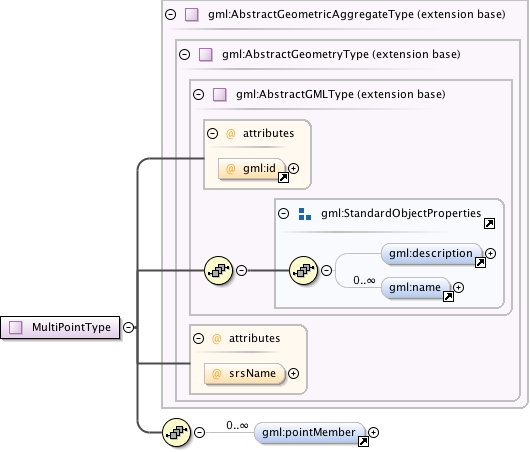 gml:AbstractGeometricAggregateType (extension base)
gml:AbstractGeometryType (extension base)
gml:AbstractGMLType (extension base)
@ attributes
@ gml:id
gml:StandardObjectProperties
gml:description
0..∞
gml:name
MultiPointType
@ attributes
@ srsName
0..∞
gml:pointMember